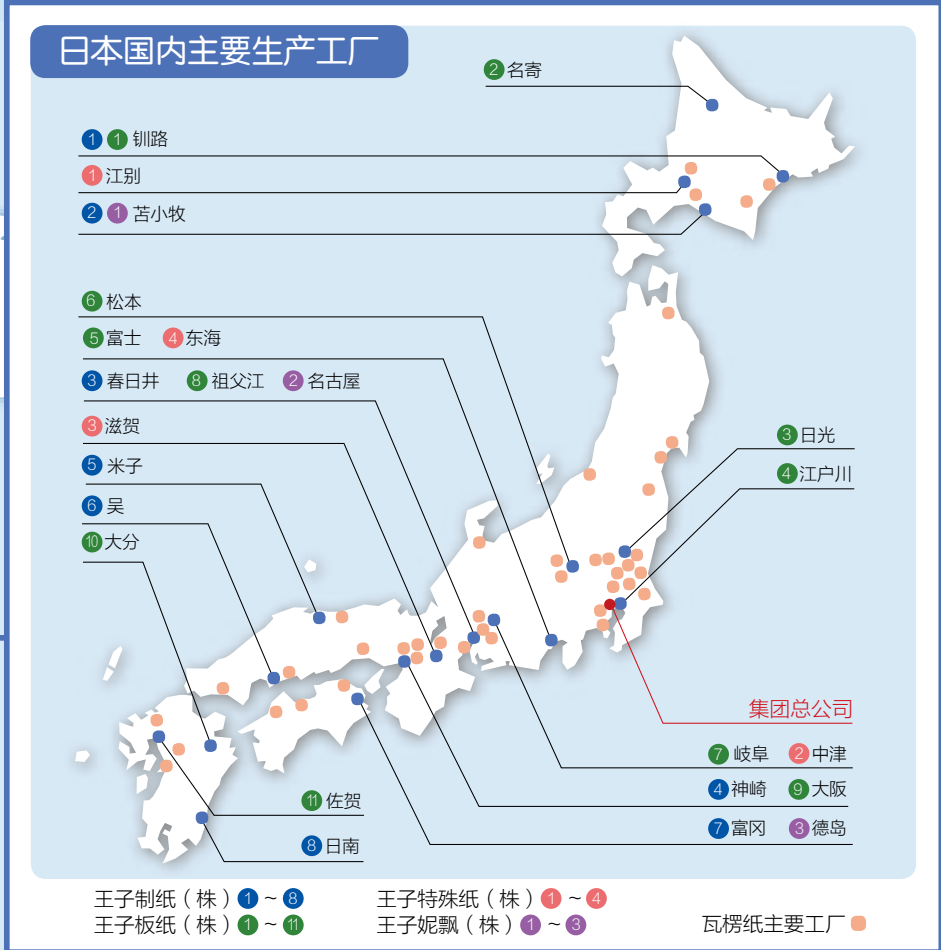 日本国内主要生产工厂
2 名寄
1 1 钏路
1 江别
2 1 苫小牧
6 松本
5 富士 4 东海
3 春日井 8 祖父江 2 名古屋
3 滋贺
5 米子
6 吴
10 大分
3 日光
4 江户川
集团总公司
7 岐阜 2 中津
4 神崎 9 大阪
7 富冈 3 德岛
11 佐贺
8 日南
王子制纸（株）1 ~ 8 王子特殊纸（株）1 ~ 4
王子板纸（株）1 ~ 11 王子妮飘（株）1 ~ 3 瓦楞纸主要工厂